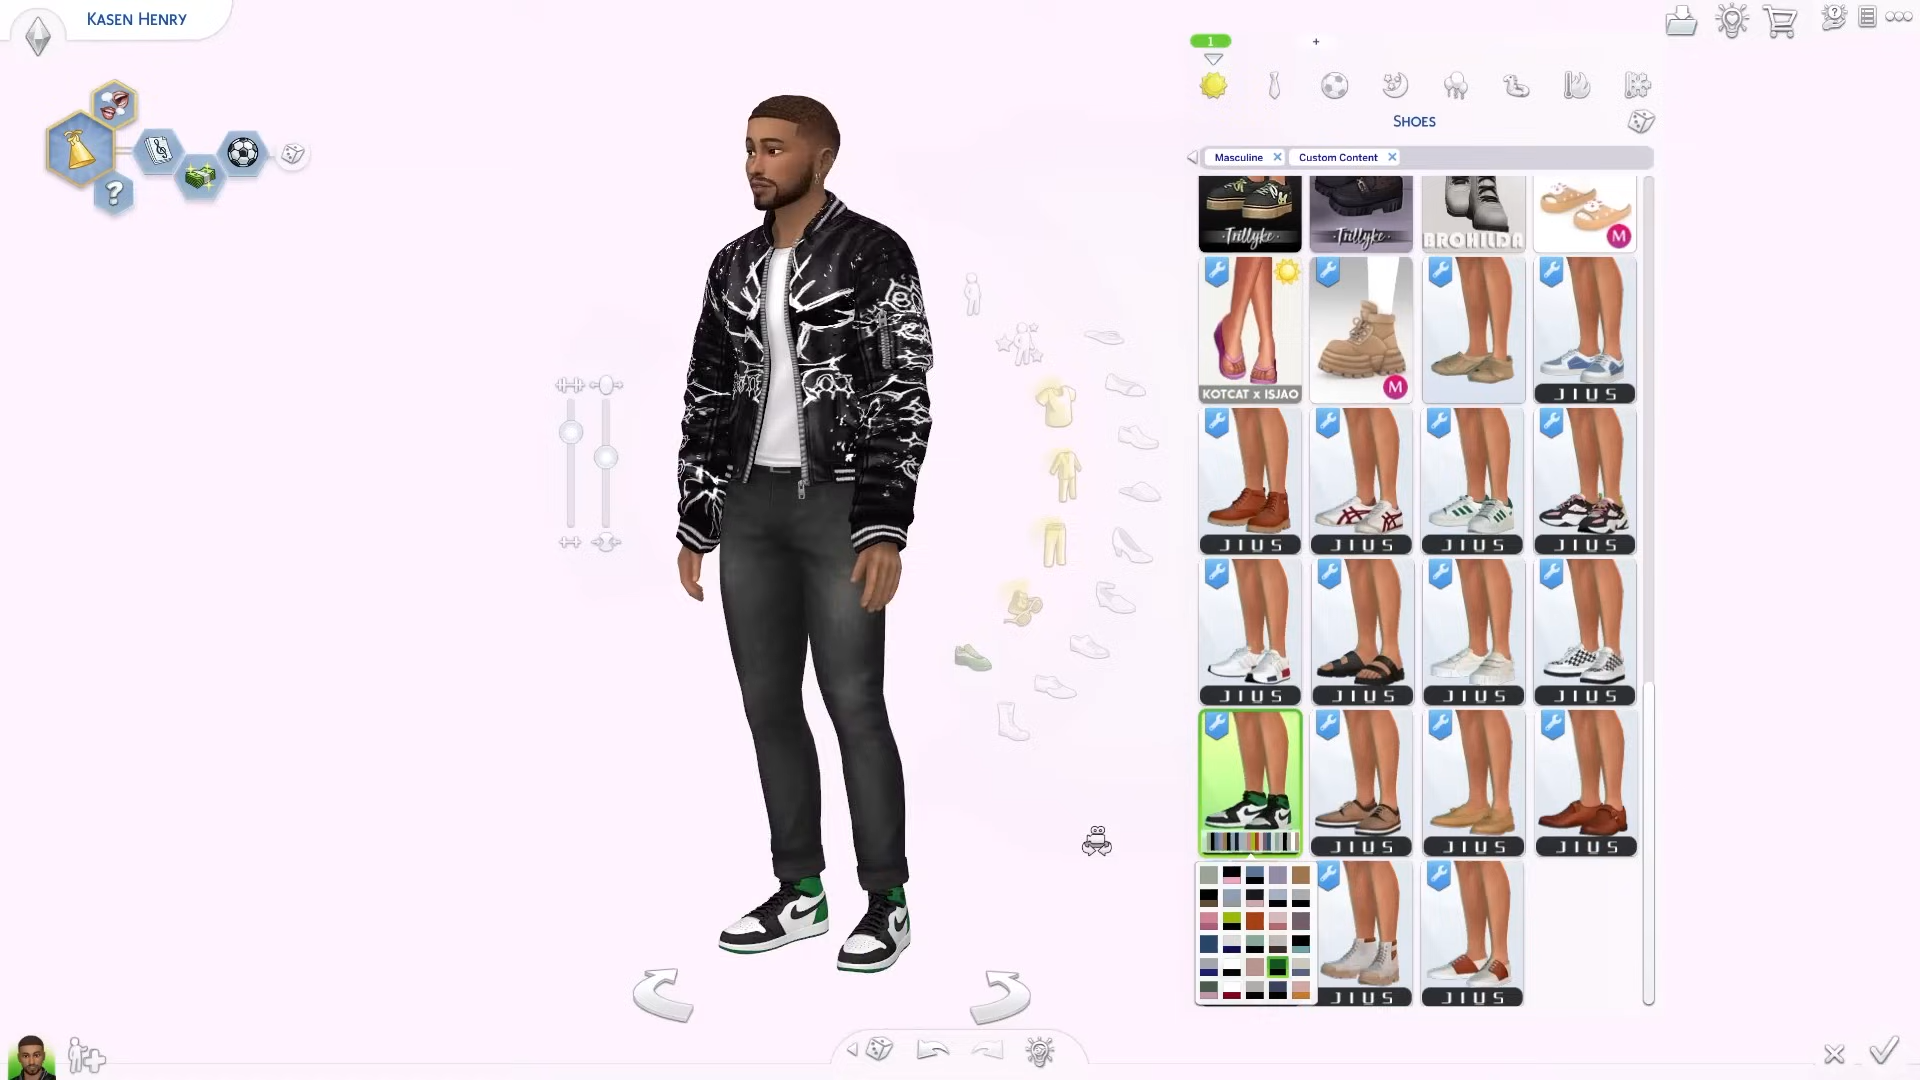 Kasen Henry
1
+
Shoes
Masculine
Custom Content
Trillyke
Trillyke
BROHILDA
M
KOTCAT x ISJAO
M
JIUS
JIUS
JIUS
JIUS
JIUS
JIUS
JIUS
JIUS
JIUS
JIUS
JIUS
JIUS
JIUS
JIUS
?